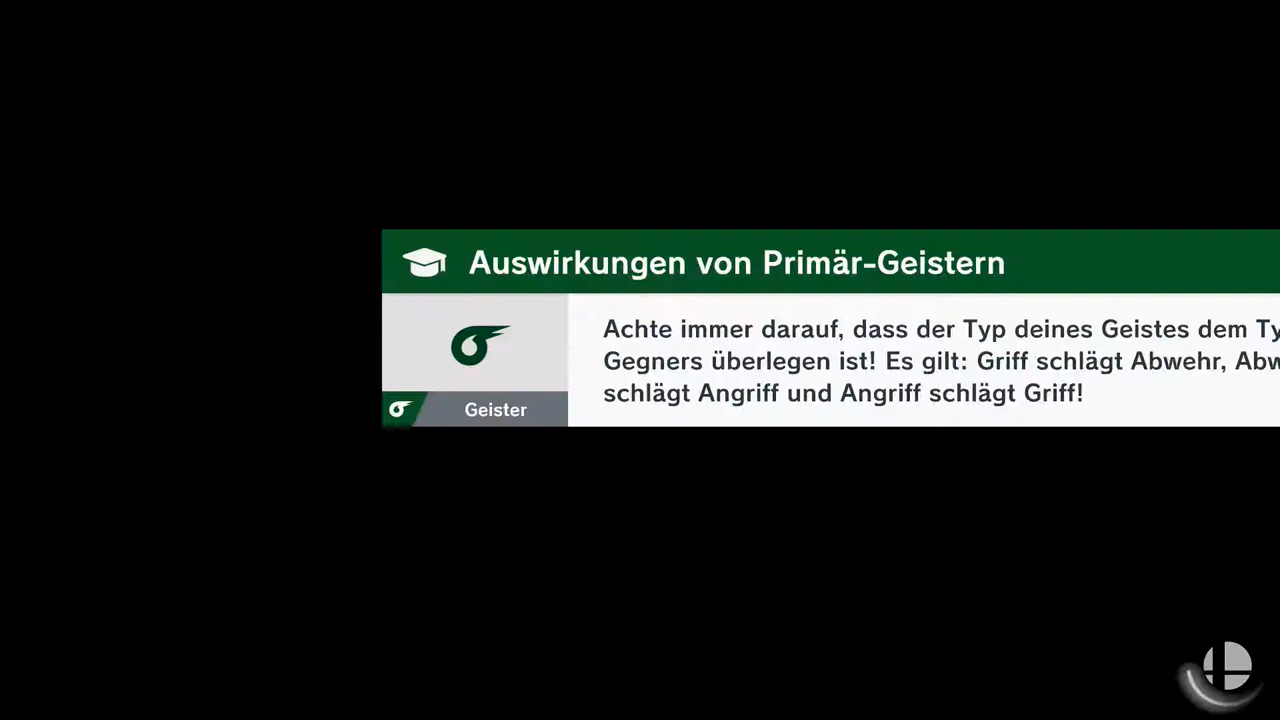 Auswirkungen von Primär-Geistern
Achte immer darauf, dass der Typ deines Geistes dem
Gegners überlegen ist! Es gilt: Griff schlägt Abwehr,
schlägt Angriff und Angriff schlägt Griff!
Geister